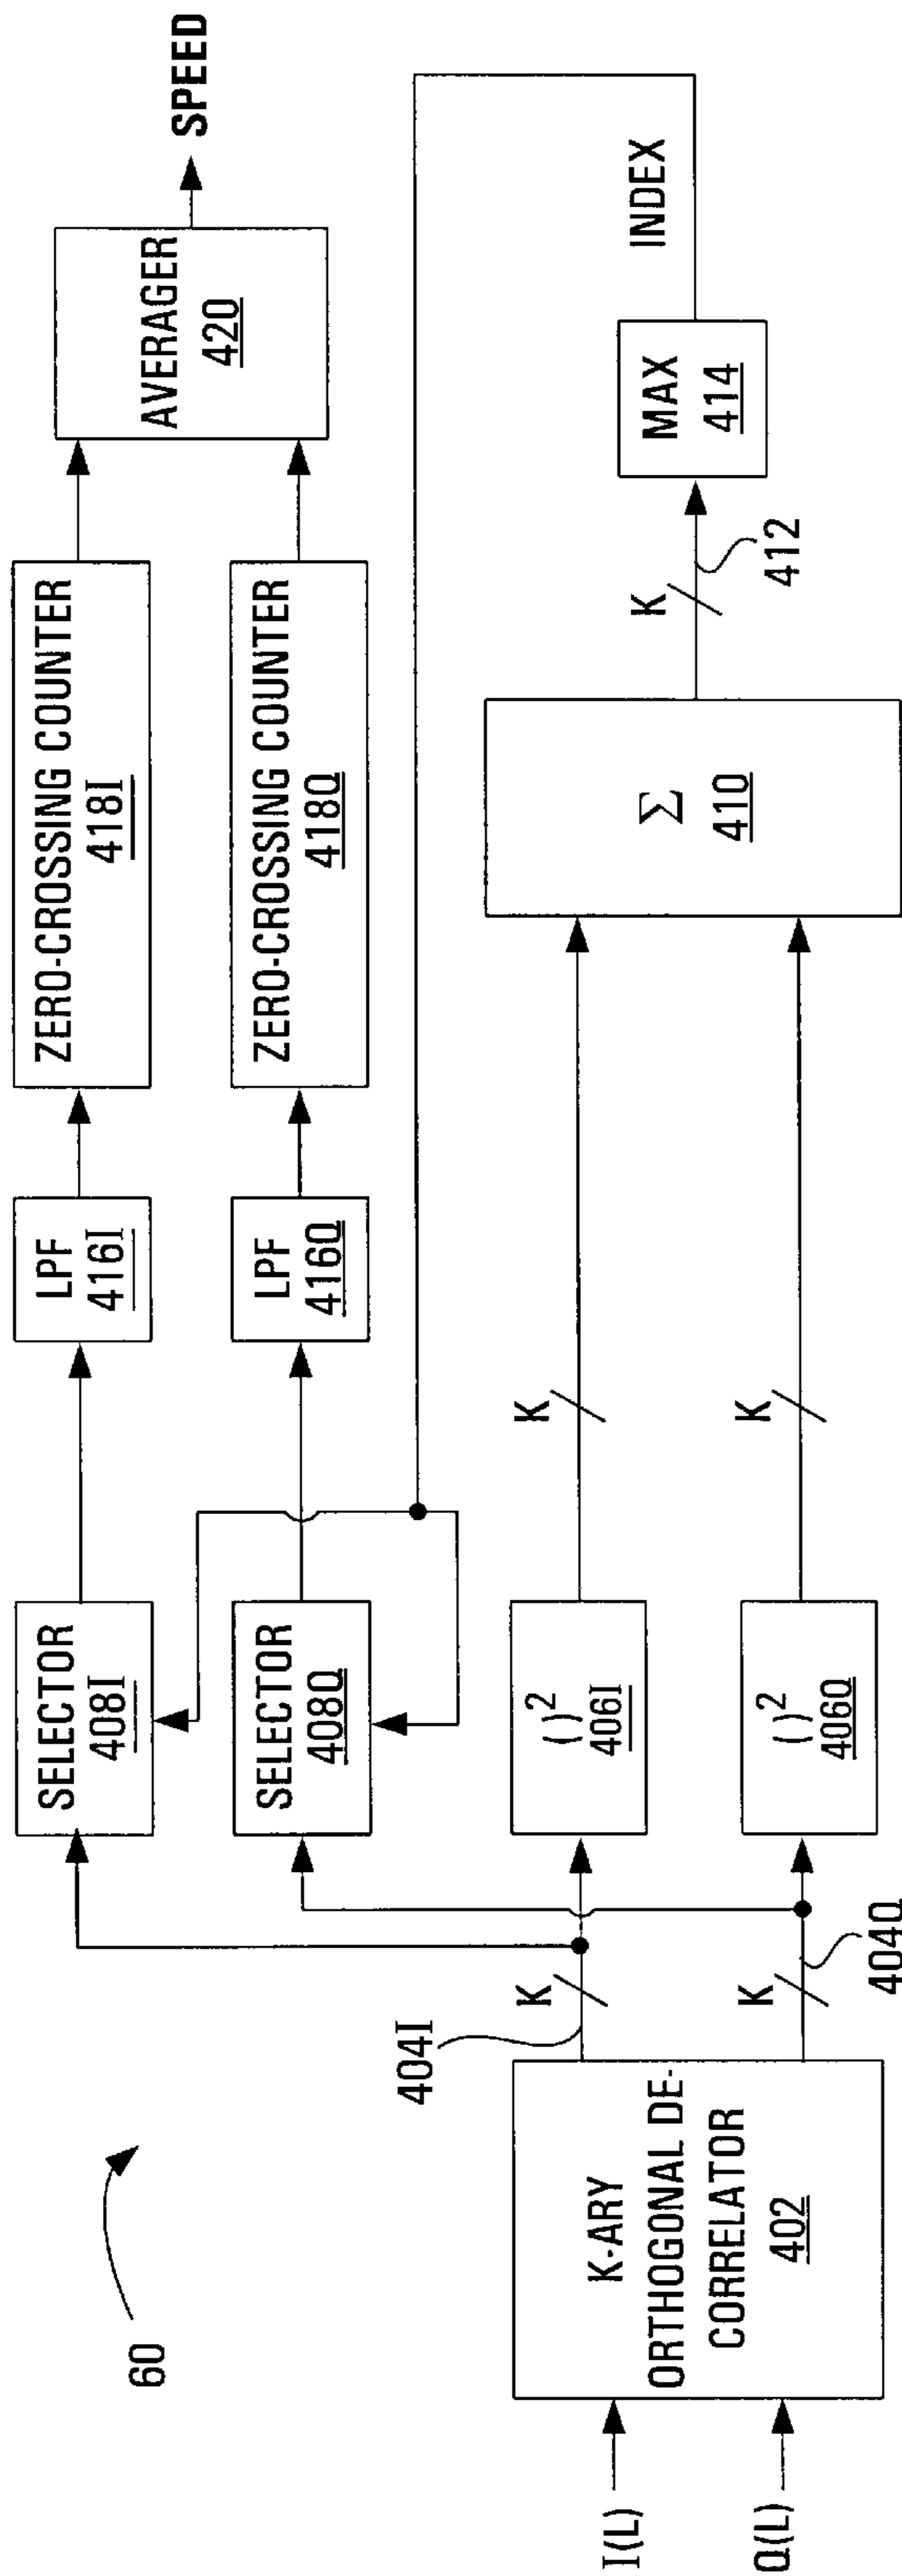 60
I(L)
Q(L)
K-ARY
ORTHOGONAL DE-
CORRELATOR
402
404I
K
K
404Q
SELECTOR
408I
SELECTOR
408Q
( )²
406I
( )²
406Q
K
K
LPF
416I
LPF
416Q
ZERO-CROSSING COUNTER
418I
ZERO-CROSSING COUNTER
418Q
Σ
410
K
412
MAX
414
INDEX
AVERAGER
420
SPEED